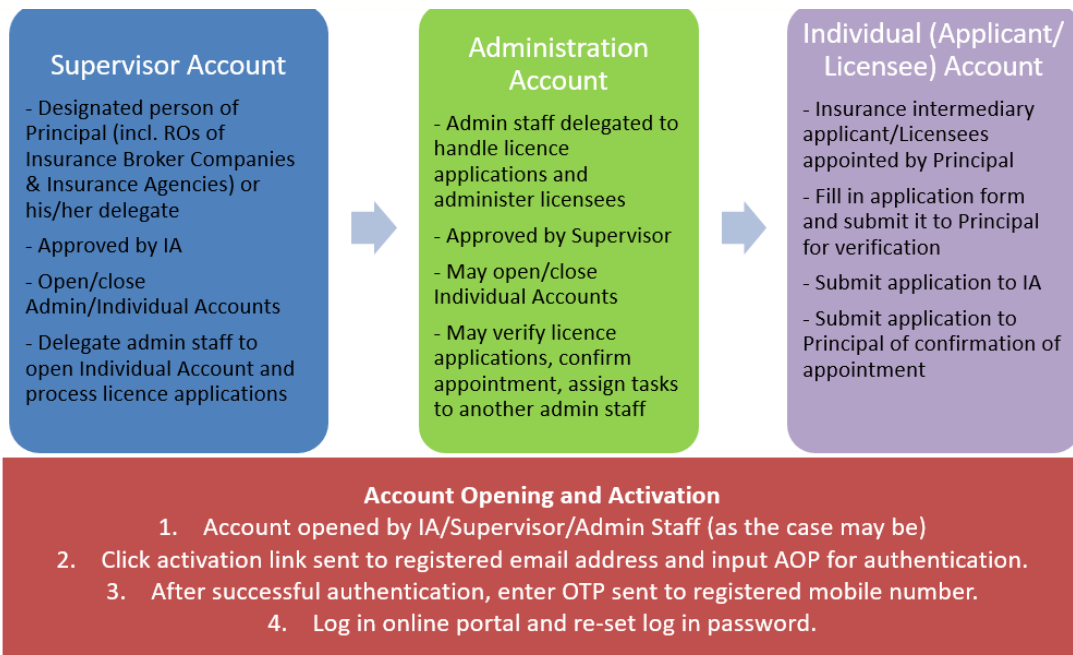 Supervisor Account
- Designated person of
Principal (incl. ROs of
Insurance Broker Companies
& Insurance Agencies) or
his/her delegate
- Approved by IA
- Open/close
Admin/Individual Accounts
- Delegate admin staff to
open Individual Account and
process licence applications
Administration
Account
- Admin staff delegated to
handle licence
applications and
administer licensees
- Approved by Supervisor
- May open/close
Individual Accounts
- May verify licence
applications, confirm
appointment, assign tasks
to another admin staff
Individual (Applicant/
Licensee) Account
- Insurance intermediary
applicant/Licensees
appointed by Principal
- Fill in application form
and submit it to Principal
for verification
- Submit application to IA
- Submit application to
Principal of confirmation of
appointment
Account Opening and Activation
1. Account opened by IA/Supervisor/Admin Staff (as the case may be)
2. Click activation link sent to registered email address and input AOP for authentication.
3. After successful authentication, enter OTP sent to registered mobile number.
4. Log in online portal and re-set log in password.